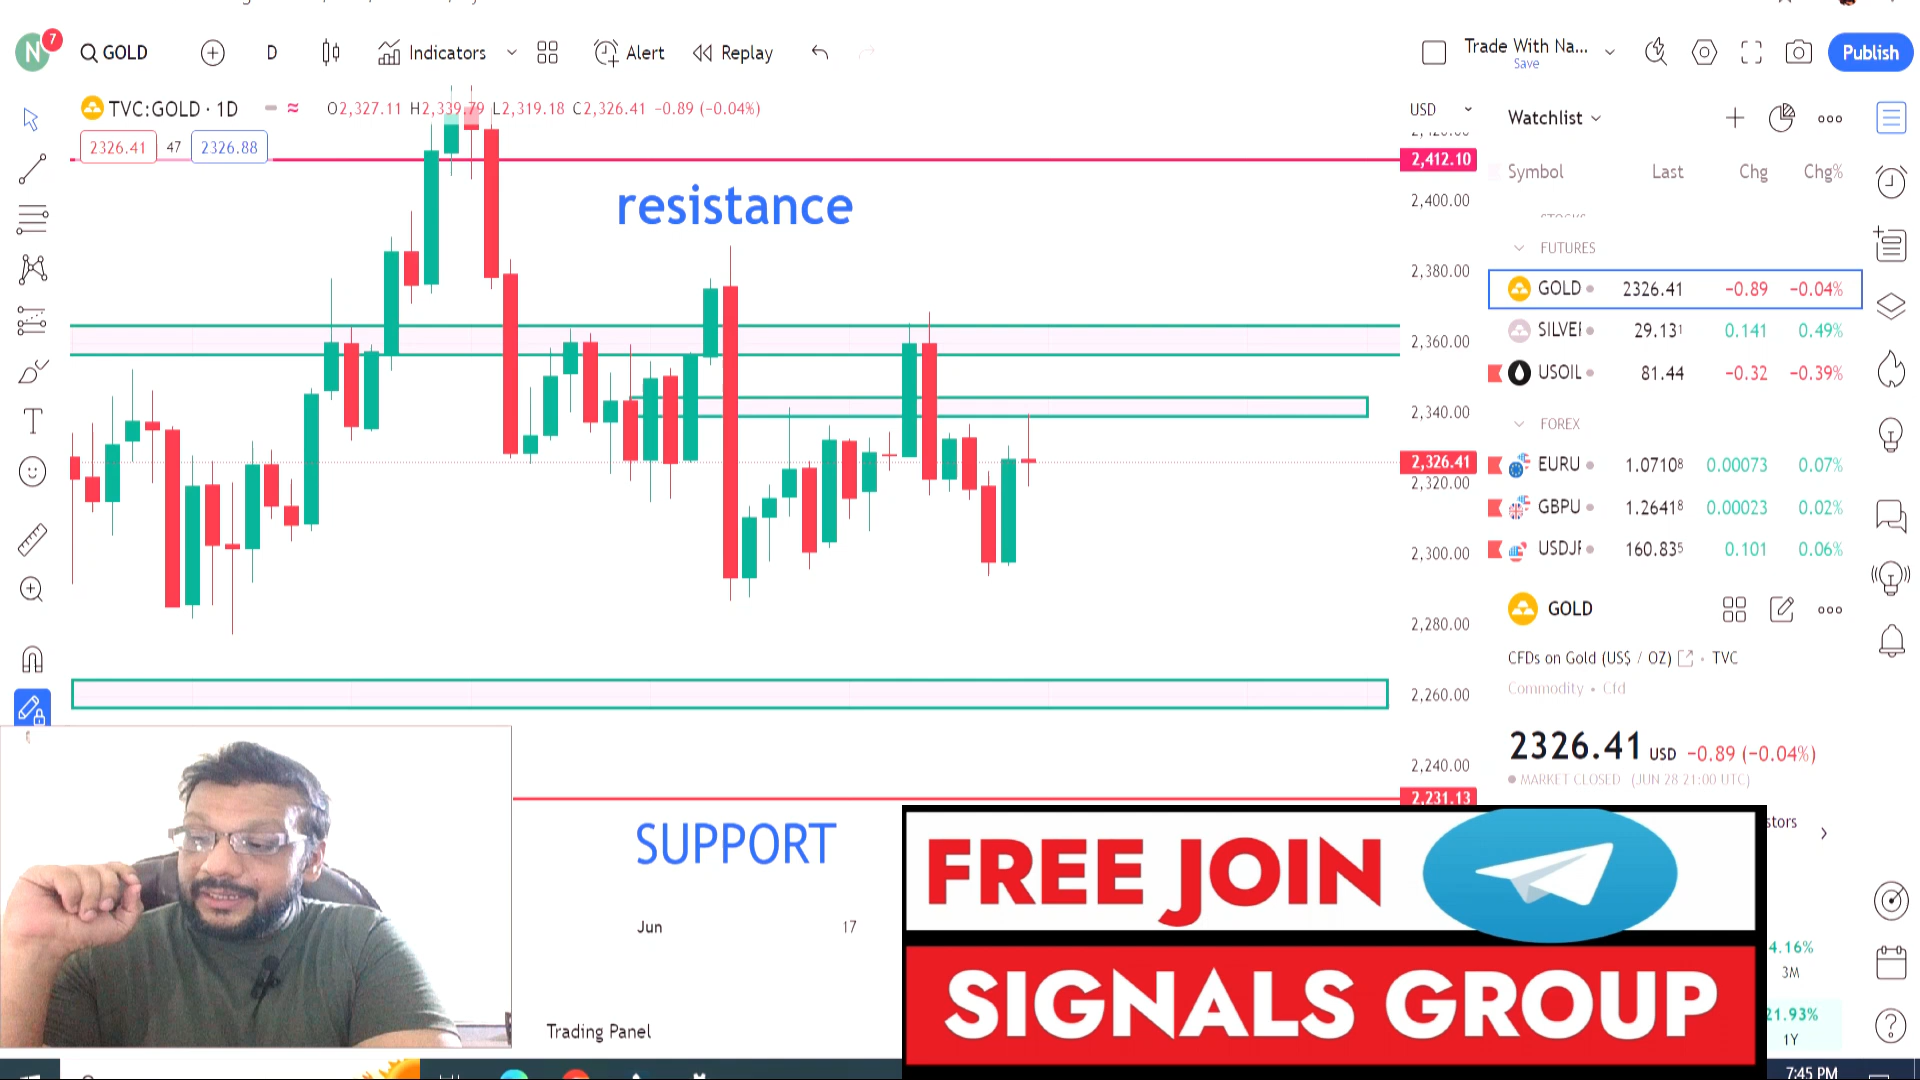 N 7 GOLD D Indicators Alert Replay Trade With Na... Save Publish
TVC:GOLD · 1D O2,327.11 H2,339.79 L2,319.18 C2,326.41 −0.89 (−0.04%)
2326.41 47 2326.88
USD
2,412.10
2,400.00
2,380.00
2,360.00
2,340.00
2,326.41
2,320.00
2,300.00
2,280.00
2,260.00
2,240.00
2,231.13
resistance
SUPPORT
Jun 17
Trading Panel
Watchlist
Symbol Last Chg Chg%
STOCKS
FUTURES
GOLD 2326.41 −0.89 −0.04%
SILVEI 29.131 0.141 0.49%
USOIL 81.44 −0.32 −0.39%
FOREX
EURU 1.07108 0.00073 0.07%
GBPU 1.26418 0.00023 0.02%
USDJF 160.835 0.101 0.06%
GOLD
CFDs on Gold (US$ / OZ) • TVC
Commodity • Cfd
2326.41 USD −0.89 (−0.04%)
MARKET CLOSED (JUN 28 21:00 UTC)
stors
4.16%
3M
21.93%
1Y
FREE JOIN
SIGNALS GROUP
7:45 PM